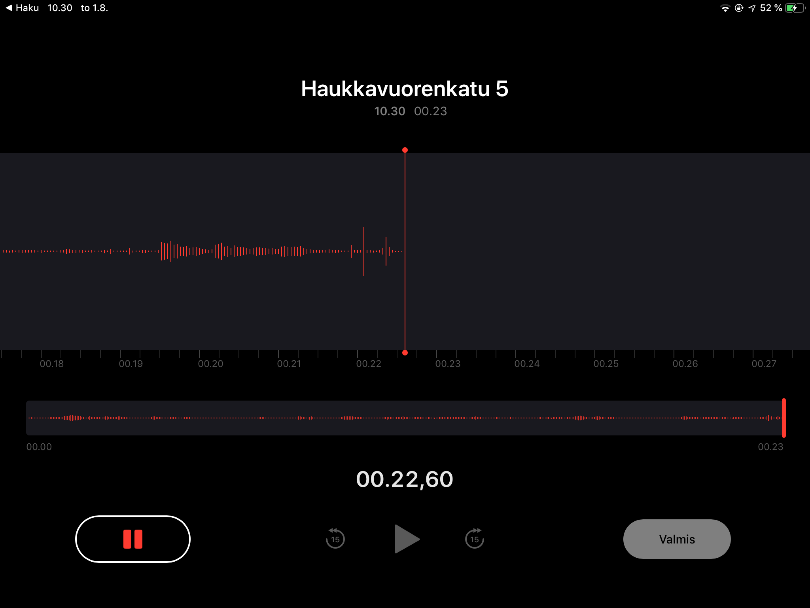 ◀ Haku 10.30 to 1.8. 52 %
Haukkavuorenkatu 5
10.30 00.23
00.18 00.19 00.20 00.21 00.22 00.23 00.24 00.25 00.26 00.27
00.00 00.23
00.22,60
15 15 Valmis